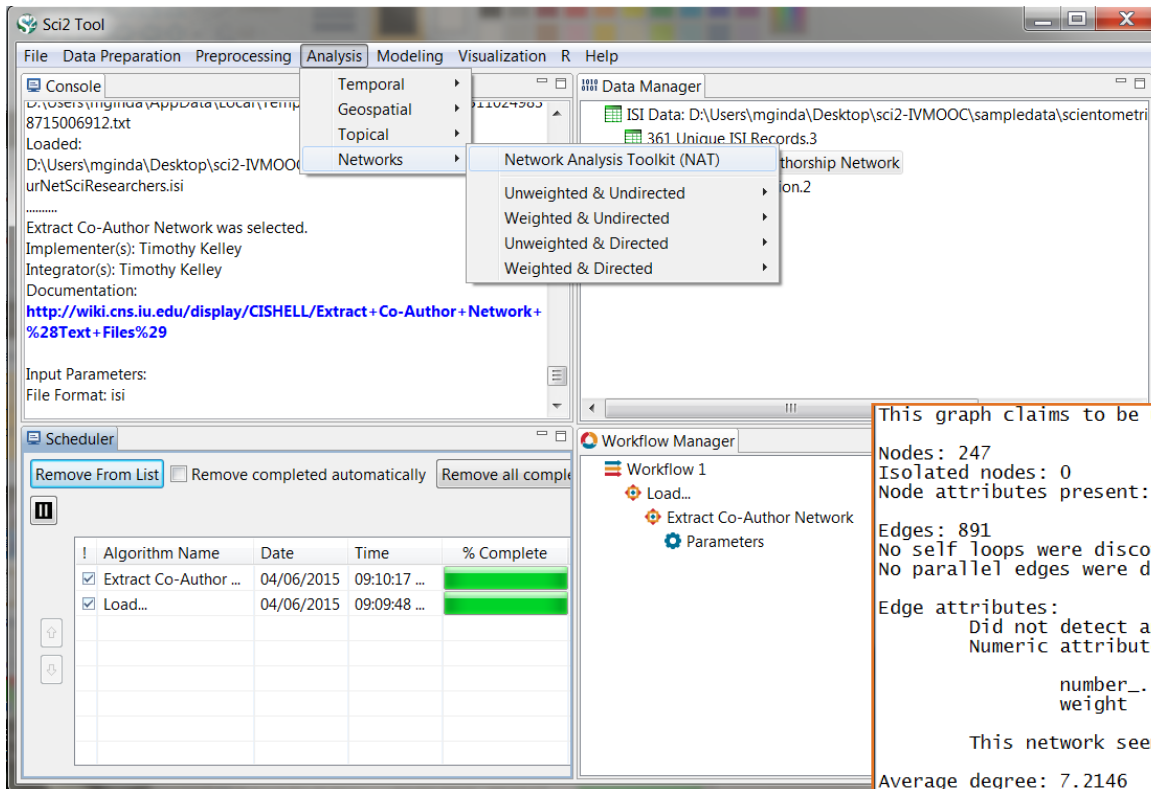 Sci2 Tool
File Data Preparation Preprocessing Analysis Modeling Visualization R Help
Console
8715006912.txt
Loaded:
D:\Users\mginda\Desktop\sci2-IVMOO
urNetSciResearchers.isi
..........
Extract Co-Author Network was selected.
Implementer(s): Timothy Kelley
Integrator(s): Timothy Kelley
Documentation:
http://wiki.cns.iu.edu/display/CISHELL/Extract+Co-Author+Network+
%28Text+Files%29
Input Parameters:
File Format: isi
Temporal
Geospatial
Topical
Networks
Network Analysis Toolkit (NAT)
Unweighted & Undirected
Weighted & Undirected
Unweighted & Directed
Weighted & Directed
Data Manager
ISI Data: D:\Users\mginda\Desktop\sci2-IVMOOC\sampledata\scientometri
361 Unique ISI Records.3
thorship Network
ion.2
Scheduler
Remove From List Remove completed automatically Remove all comple
! Algorithm Name Date Time % Complete
Extract Co-Author ... 04/06/2015 09:10:17 ...
Load... 04/06/2015 09:09:48 ...
Workflow Manager
Workflow 1
Load...
Extract Co-Author Network
Parameters
This graph claims to be
Nodes: 247
Isolated nodes: 0
Node attributes present:
Edges: 891
No self loops were disco
No parallel edges were d
Edge attributes:
Did not detect a
Numeric attribut
number_.
weight
This network see
Average degree: 7.2146